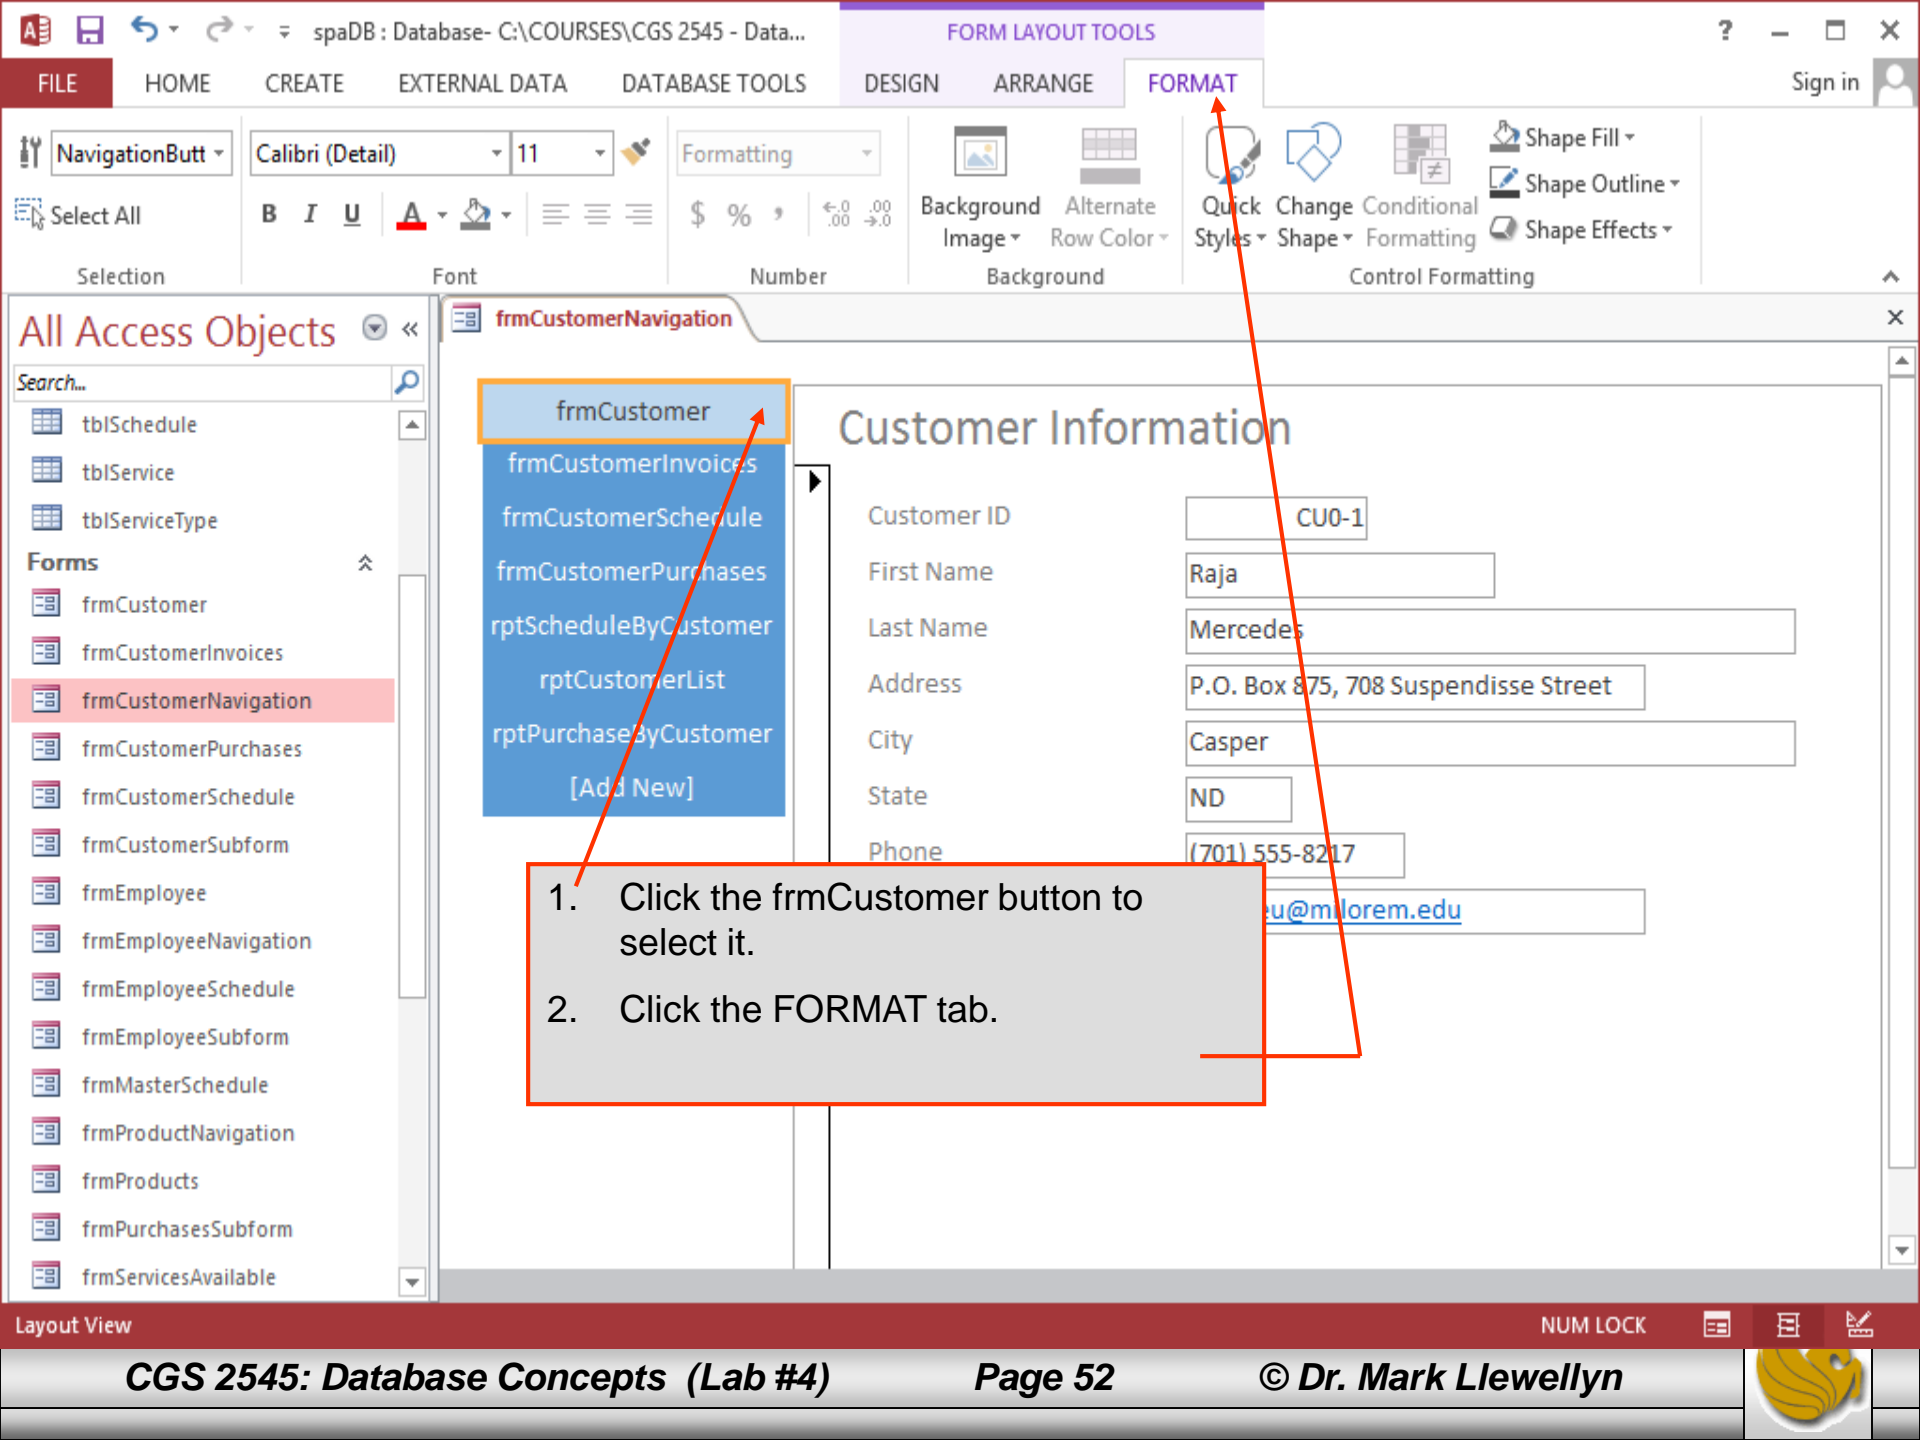 spaDB : Database- C:\COURSES\CGS 2545 - Data...
FORM LAYOUT TOOLS
?
FILE
HOME
CREATE
EXTERNAL DATA
DATABASE TOOLS
DESIGN
ARRANGE
FORMAT
Sign in
NavigationButt
Calibri (Detail)
11
Formatting
Select All
B I U A
$ % ,
Background Image
Alternate Row Color
Quick Styles
Change Shape
Conditional Formatting
Shape Fill
Shape Outline
Shape Effects
Selection
Font
Number
Background
Control Formatting
All Access Objects
Search...
tblSchedule
tblService
tblServiceType
Forms
frmCustomer
frmCustomerInvoices
frmCustomerNavigation
frmCustomerPurchases
frmCustomerSchedule
frmCustomerSubform
frmEmployee
frmEmployeeNavigation
frmEmployeeSchedule
frmEmployeeSubform
frmMasterSchedule
frmProductNavigation
frmProducts
frmPurchasesSubform
frmServicesAvailable
frmCustomerNavigation
frmCustomer
frmCustomerInvoices
frmCustomerSchedule
frmCustomerPurchases
rptScheduleByCustomer
rptCustomerList
rptPurchaseByCustomer
[Add New]
Customer Information
Customer ID CU0-1
First Name Raja
Last Name Mercedes
Address P.O. Box 875, 708 Suspendisse Street
City Casper
State ND
Phone (701) 555-8217
eu@milorem.edu
1. Click the frmCustomer button to
select it.
2. Click the FORMAT tab.
Layout View
NUM LOCK
CGS 2545: Database Concepts (Lab #4) Page 52 © Dr. Mark Llewellyn